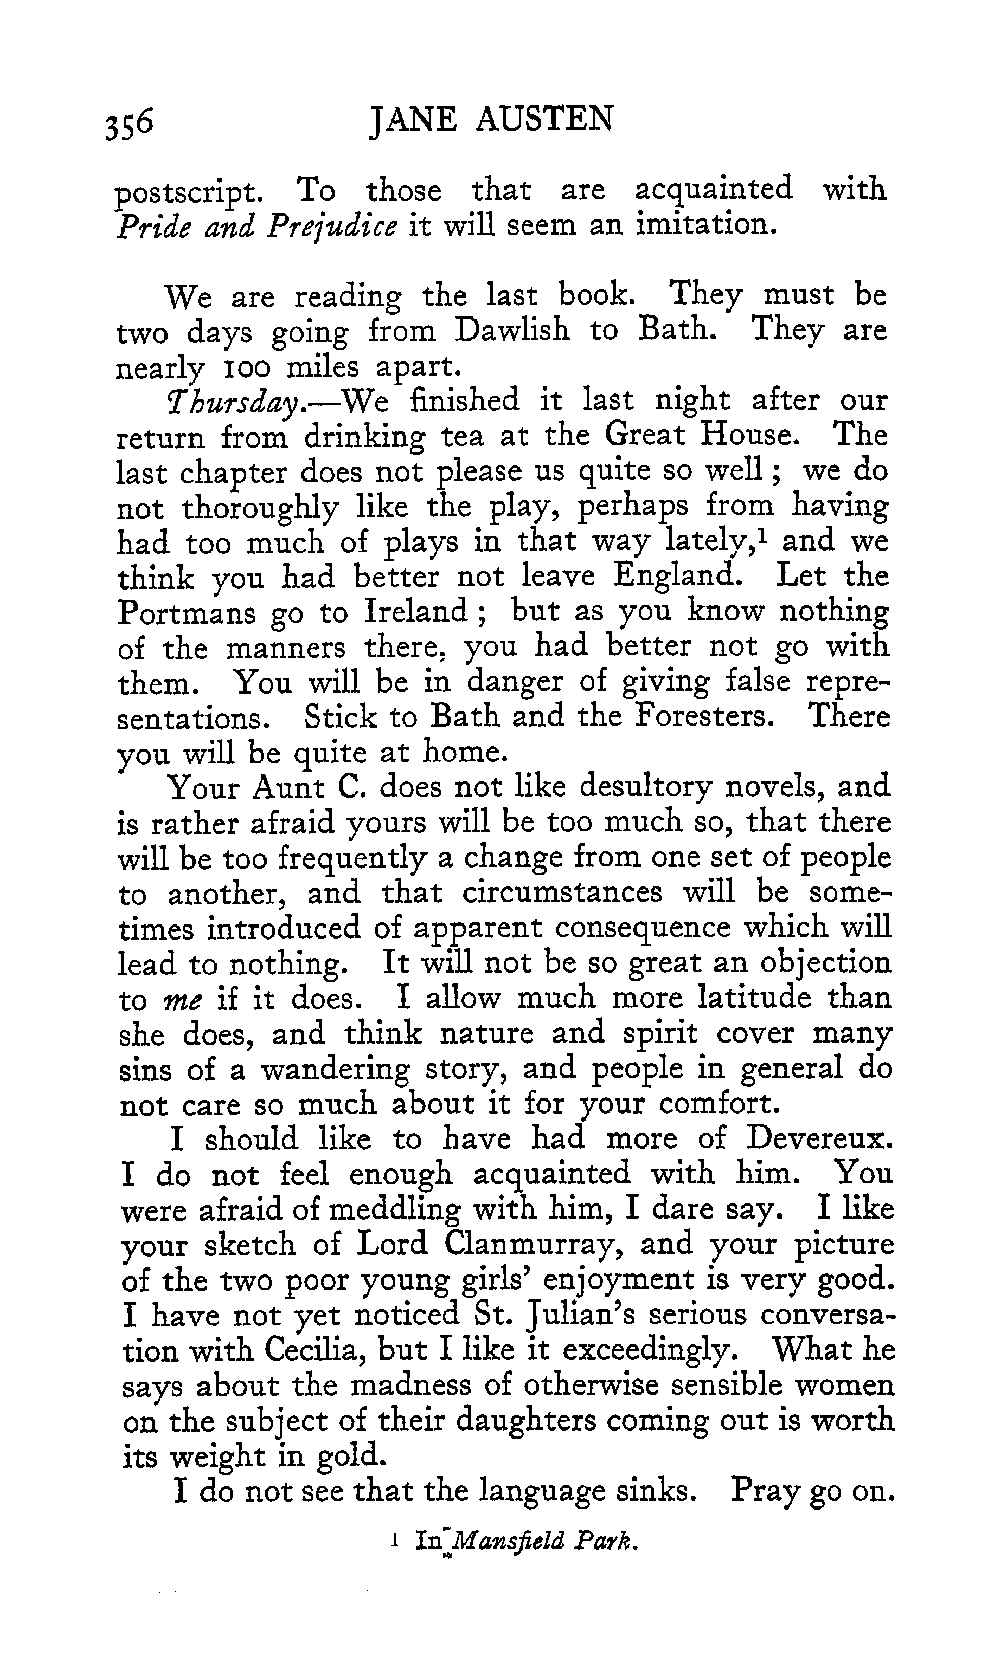 356 JANE AUSTEN
postscript. To those that are acquainted with
Pride and Prejudice it will seem an imitation.
We are reading the last book. They must be
two days going from Dawlish to Bath. They are
nearly 100 miles apart.
Thursday.—We finished it last night after our
return from drinking tea at the Great House. The
last chapter does not please us quite so well ; we do
not thoroughly like the play, perhaps from having
had too much of plays in that way lately,¹ and we
think you had better not leave England. Let the
Portmans go to Ireland ; but as you know nothing
of the manners there, you had better not go with
them. You will be in danger of giving false repre-
sentations. Stick to Bath and the Foresters. There
you will be quite at home.
Your Aunt C. does not like desultory novels, and
is rather afraid yours will be too much so, that there
will be too frequently a change from one set of people
to another, and that circumstances will be some-
times introduced of apparent consequence which will
lead to nothing. It will not be so great an objection
to me if it does. I allow much more latitude than
she does, and think nature and spirit cover many
sins of a wandering story, and people in general do
not care so much about it for your comfort.
I should like to have had more of Devereux.
I do not feel enough acquainted with him. You
were afraid of meddling with him, I dare say. I like
your sketch of Lord Clanmurray, and your picture
of the two poor young girls’ enjoyment is very good.
I have not yet noticed St. Julian’s serious conversa-
tion with Cecilia, but I like it exceedingly. What he
says about the madness of otherwise sensible women
on the subject of their daughters coming out is worth
its weight in gold.
I do not see that the language sinks. Pray go on.
¹ In Mansfield Park.